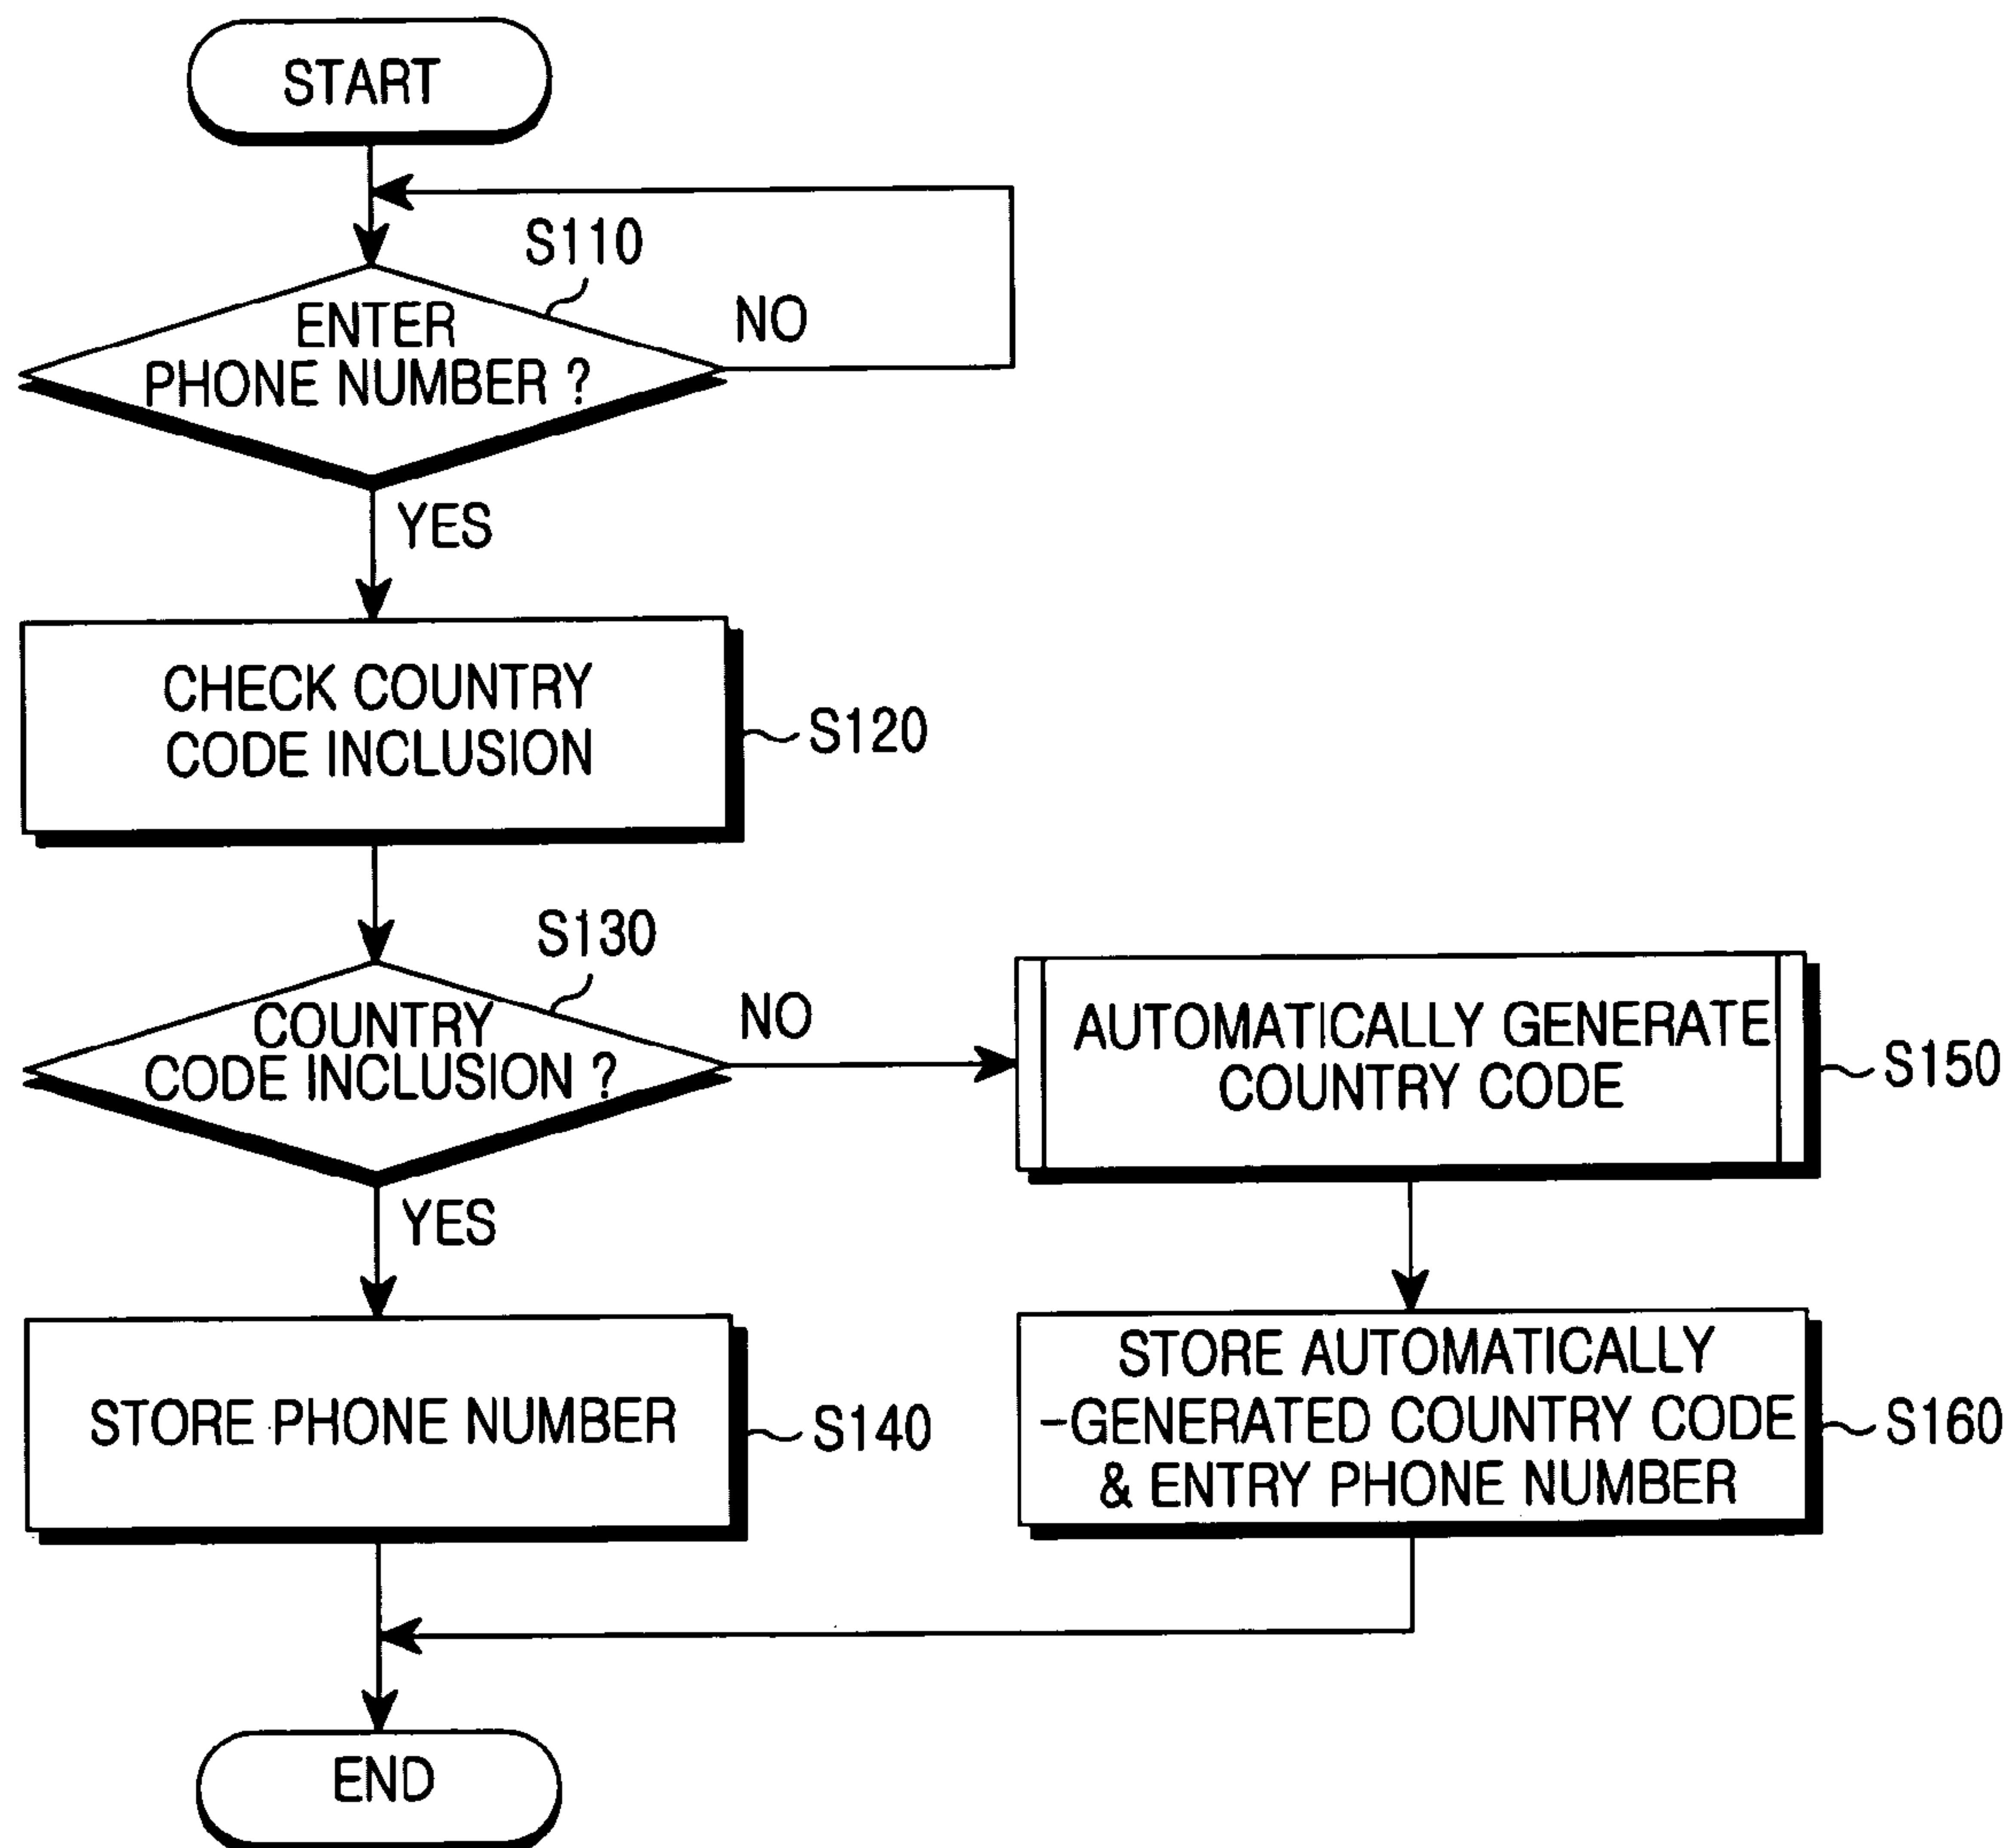 START
S110
ENTER
PHONE NUMBER ?
NO
YES
CHECK COUNTRY
CODE INCLUSION
S120
S130
COUNTRY
CODE INCLUSION ?
NO
YES
AUTOMATICALLY GENERATE
COUNTRY CODE
S150
STORE PHONE NUMBER
S140
STORE AUTOMATICALLY
-GENERATED COUNTRY CODE
& ENTRY PHONE NUMBER
S160
END